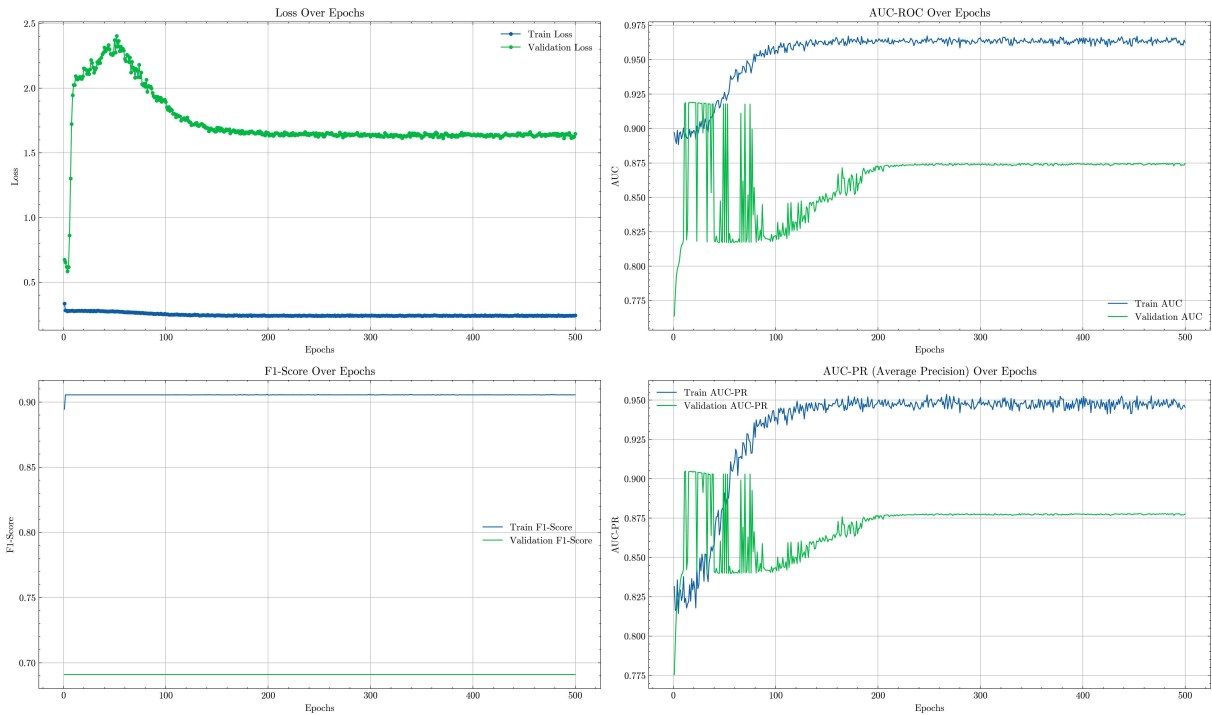 Loss Over Epochs
2.5
2.0
1.5
1.0
0.5
Loss
Train Loss
Validation Loss
0 100 200 300 400 500
Epochs
AUC-ROC Over Epochs
0.975
0.950
0.925
0.900
0.875
0.850
0.825
0.800
0.775
AUC
Train AUC
Validation AUC
0 100 200 300 400 500
Epochs
F1-Score Over Epochs
0.90
0.85
0.80
0.75
0.70
F1-Score
Train F1-Score
Validation F1-Score
0 100 200 300 400 500
Epochs
AUC-PR (Average Precision) Over Epochs
Train AUC-PR
Validation AUC-PR
0.950
0.925
0.900
0.875
0.850
0.825
0.800
0.775
AUC-PR
0 100 200 300 400 500
Epochs